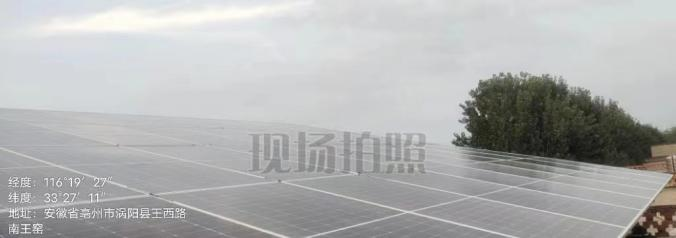 现场拍照
经度：116°19′27″
纬度：33°27′11″
地址：安徽省亳州市涡阳县王西路
南王窑